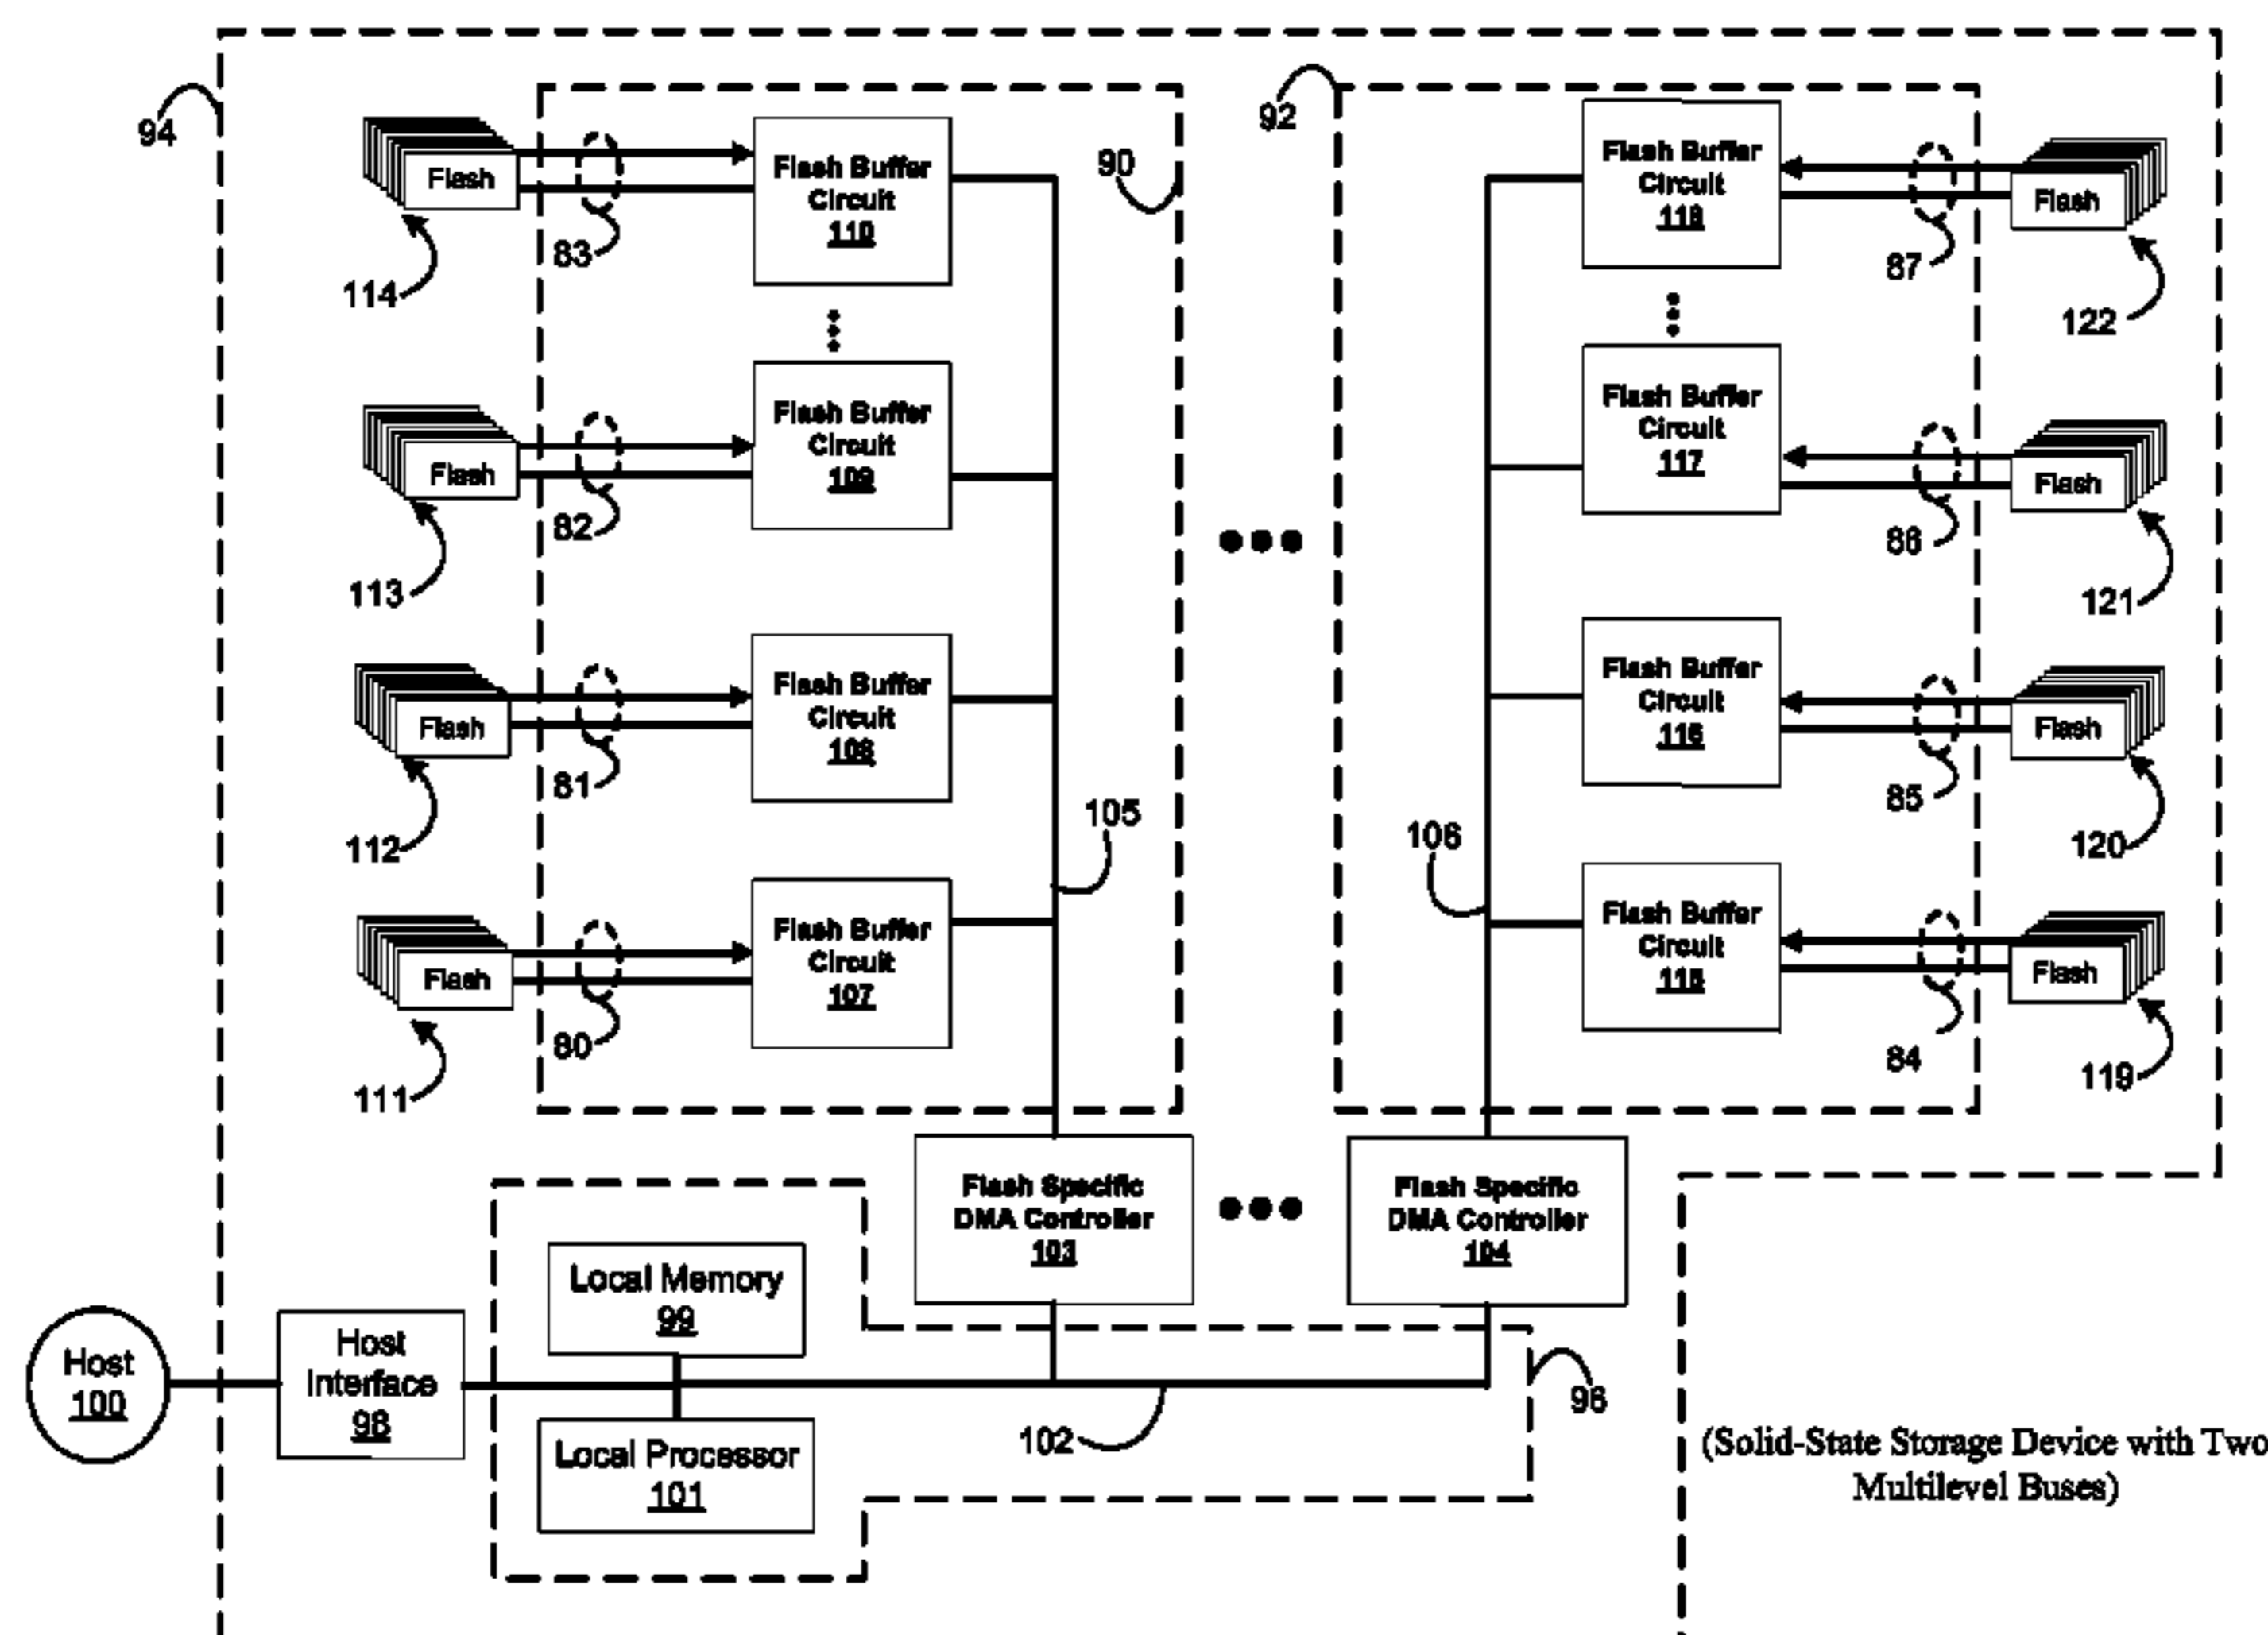 94
90
92
Flash
Flash Buffer
Circuit
110
83
114
Flash Buffer
Circuit
118
Flash
87
122
Flash
Flash Buffer
Circuit
109
82
113
Flash Buffer
Circuit
117
Flash
86
121
Flash
Flash Buffer
Circuit
108
81
112
105
Flash Buffer
Circuit
116
Flash
85
120
106
Flash
Flash Buffer
Circuit
107
80
111
Flash Buffer
Circuit
115
Flash
84
119
Flash Specific
DMA Controller
103
Flash Specific
DMA Controller
104
Local Memory
99
Host
100
Host
Interface
98
Local Processor
101
102
96
(Solid-State Storage Device with Two
Multilevel Buses)